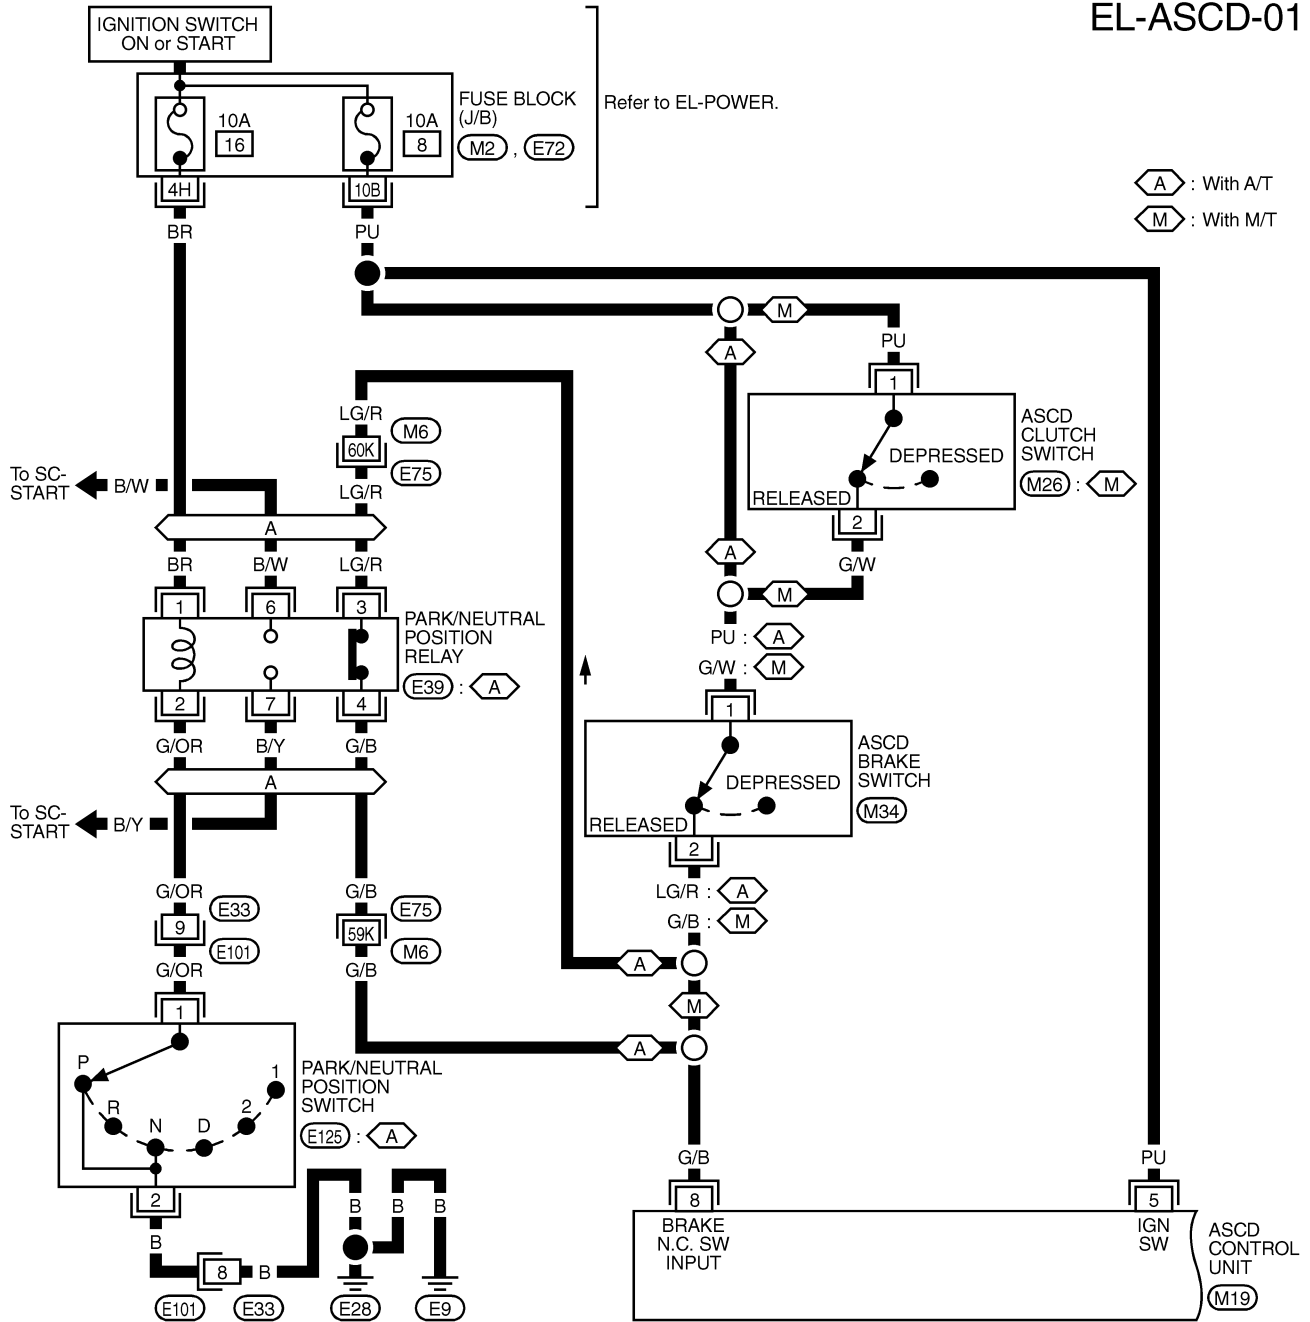 EL-ASCD-01
IGNITION SWITCH
ON or START
FUSE BLOCK
(J/B)
M2 , E72
Refer to EL-POWER.
10A
16
10A
8
4H
10B
BR
PU
A : With A/T
M : With M/T
M
A
PU
1
ASCD
CLUTCH
SWITCH
M26 : M
DEPRESSED
RELEASED
2
G/W
A
M
PU : A
G/W : M
LG/R
M6
60K
E75
LG/R
To SC-
START
B/W
A
BR
B/W
LG/R
1
6
3
PARK/NEUTRAL
POSITION
RELAY
E39 : A
2
7
4
G/OR
B/Y
G/B
A
To SC-
START
B/Y
1
ASCD
BRAKE
SWITCH
M34
DEPRESSED
RELEASED
2
LG/R : A
G/B : M
G/OR
E33
9
E101
G/OR
G/B
E75
59K
M6
G/B
A
M
A
1
P
R
N
D
2
1
PARK/NEUTRAL
POSITION
SWITCH
E125 : A
2
B
8
B
E101
E33
B
B
B
E28
E9
G/B
PU
8
5
BRAKE
N.C. SW
INPUT
IGN
SW
ASCD
CONTROL
UNIT
M19